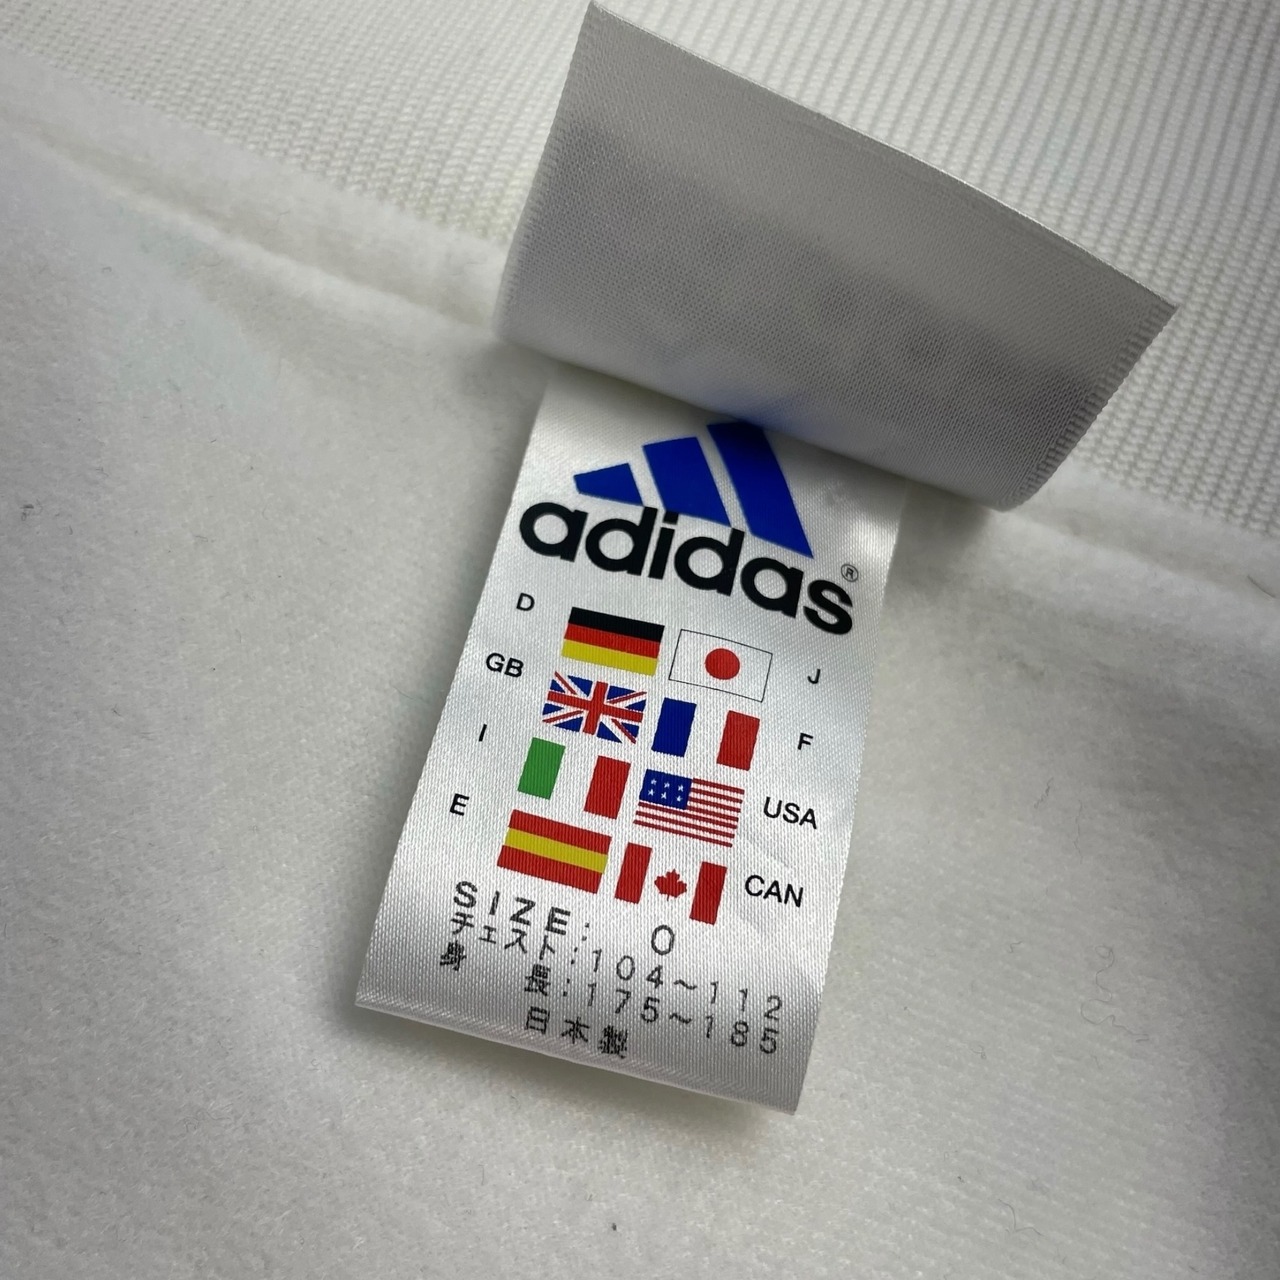 adidas®
D J
GB F
I USA
E CAN
SIZE: O
チェスト:104~112
身 長:175~185
日本製